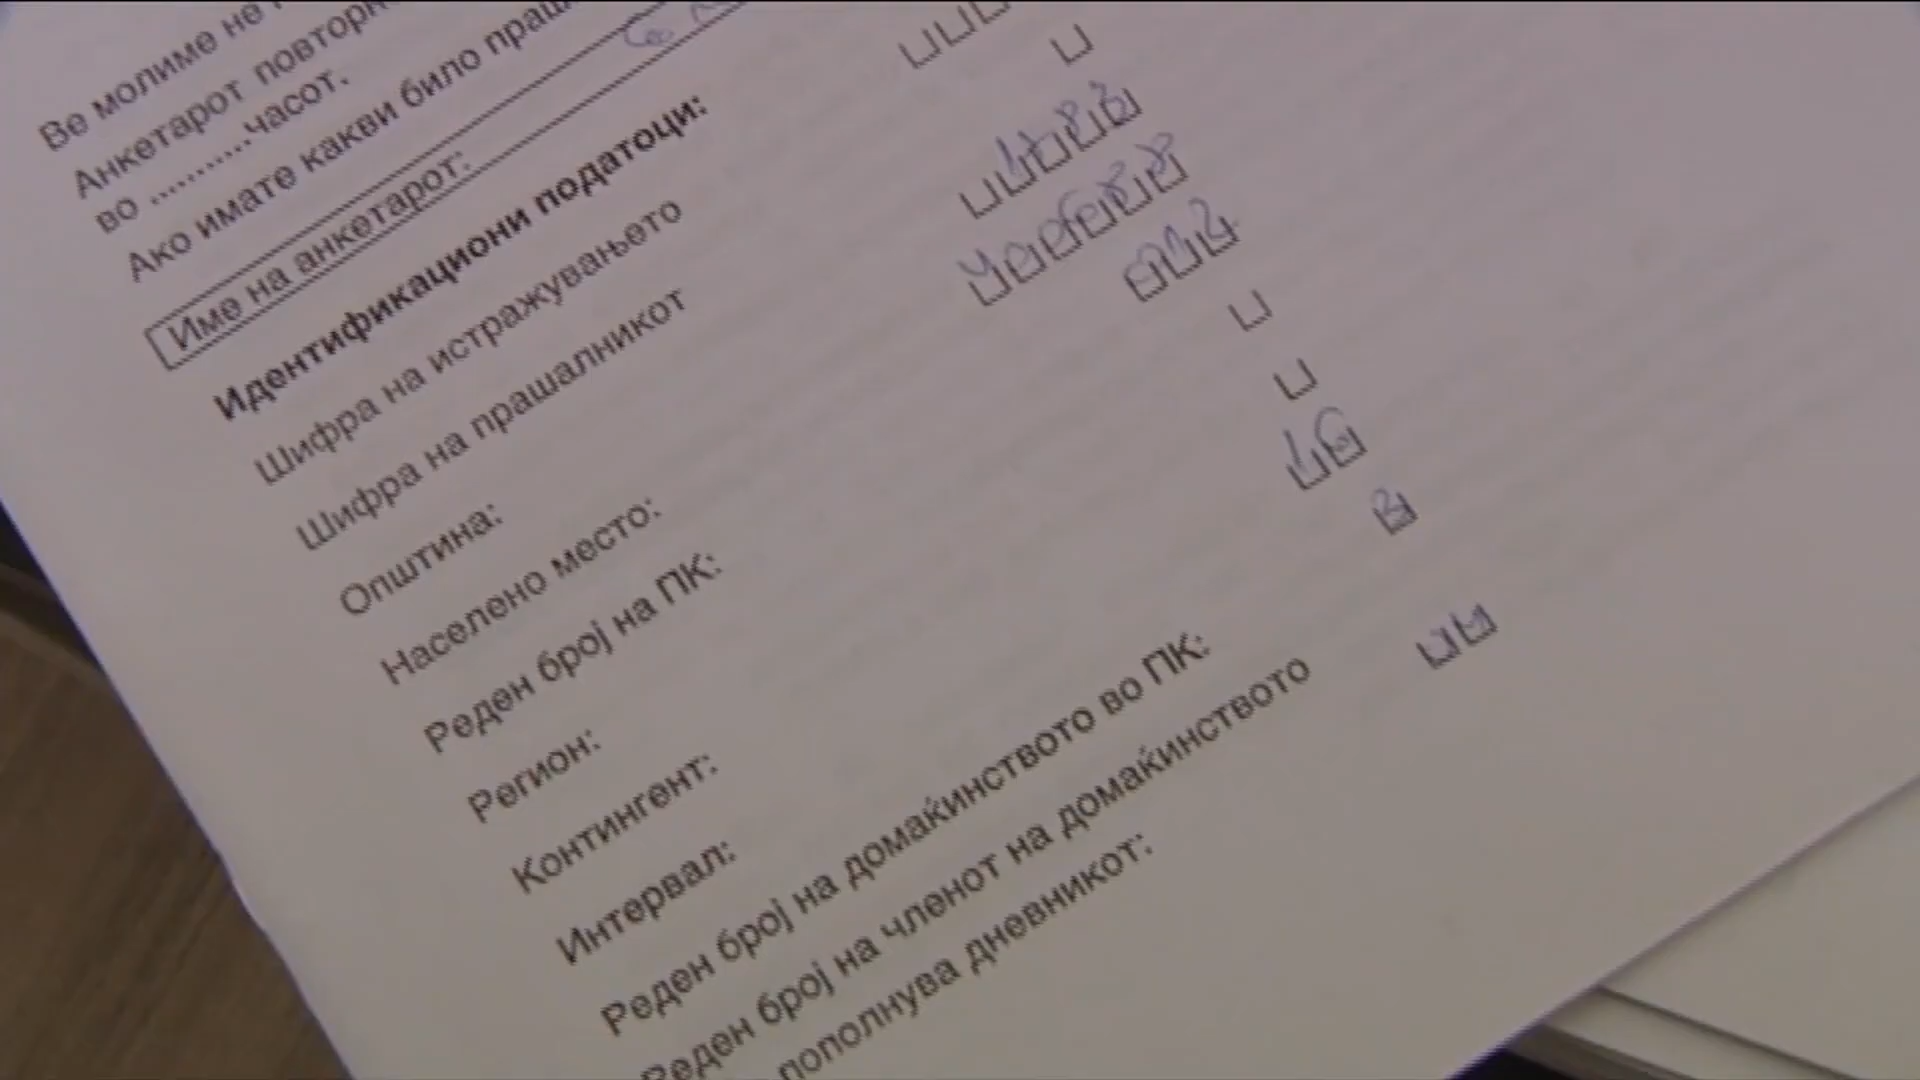 Ве молиме не
Анкетарот повторно
во ..........часот.
Ако имате какви било
Име на анкетарот:
Идентификациони податоци:
Шифра на истражувањето
Шифра на прашалникот
Општина:
Населено место:
Реден број на ПК:
Регион:
Контингент:
Интервал:
Реден број на домаќинството во ПК:
Реден број на членот на домаќинството
пополнува дневникот: